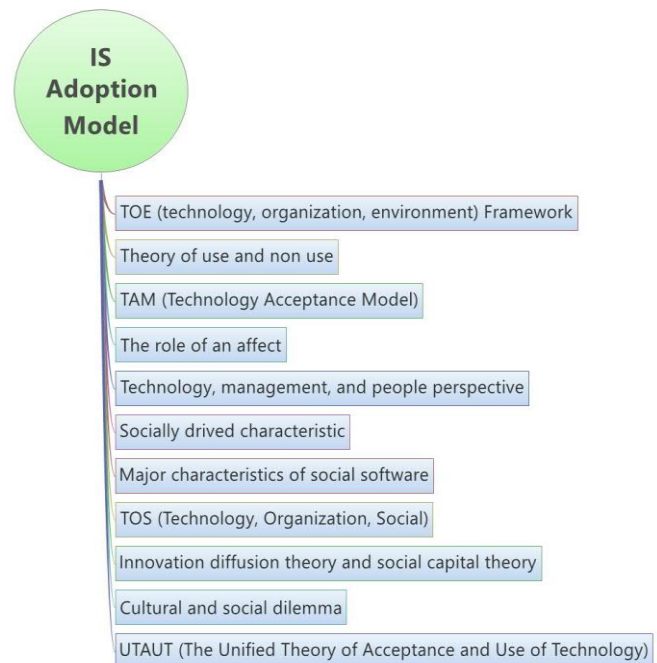 IS
Adoption
Model
TOE (technology, organization, environment) Framework
Theory of use and non use
TAM (Technology Acceptance Model)
The role of an affect
Technology, management, and people perspective
Socially drived characteristic
Major characteristics of social software
TOS (Technology, Organization, Social)
Innovation diffusion theory and social capital theory
Cultural and social dilemma
UTAUT (The Unified Theory of Acceptance and Use of Technology)